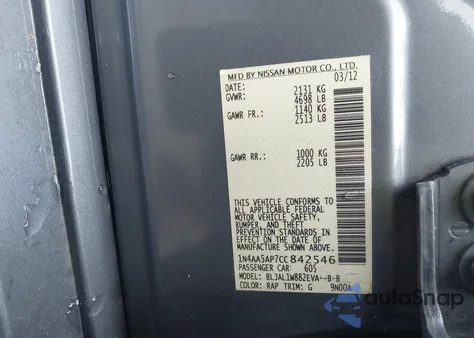 MFD BY NISSAN MOTOR CO., LTD.
DATE: 03/12
GVWR: 2131 KG
4698 LB
GAWR FR.: 1140 KG
2513 LB
GAWR RR.: 1000 KG
2205 LB
THIS VEHICLE CONFORMS TO
ALL APPLICABLE FEDERAL
MOTOR VEHICLE SAFETY,
BUMPER, AND THEFT
PREVENTION STANDARDS IN
EFFECT ON THE DATE OF
MANUFACTURE SHOWN ABOVE.
1N4AA5AP7CC842546
PASSENGER CAR 605
MODEL: BLJAL1W882EVA--B-B
COLOR: RAP TRIM: G 9N00A
AutoSnap